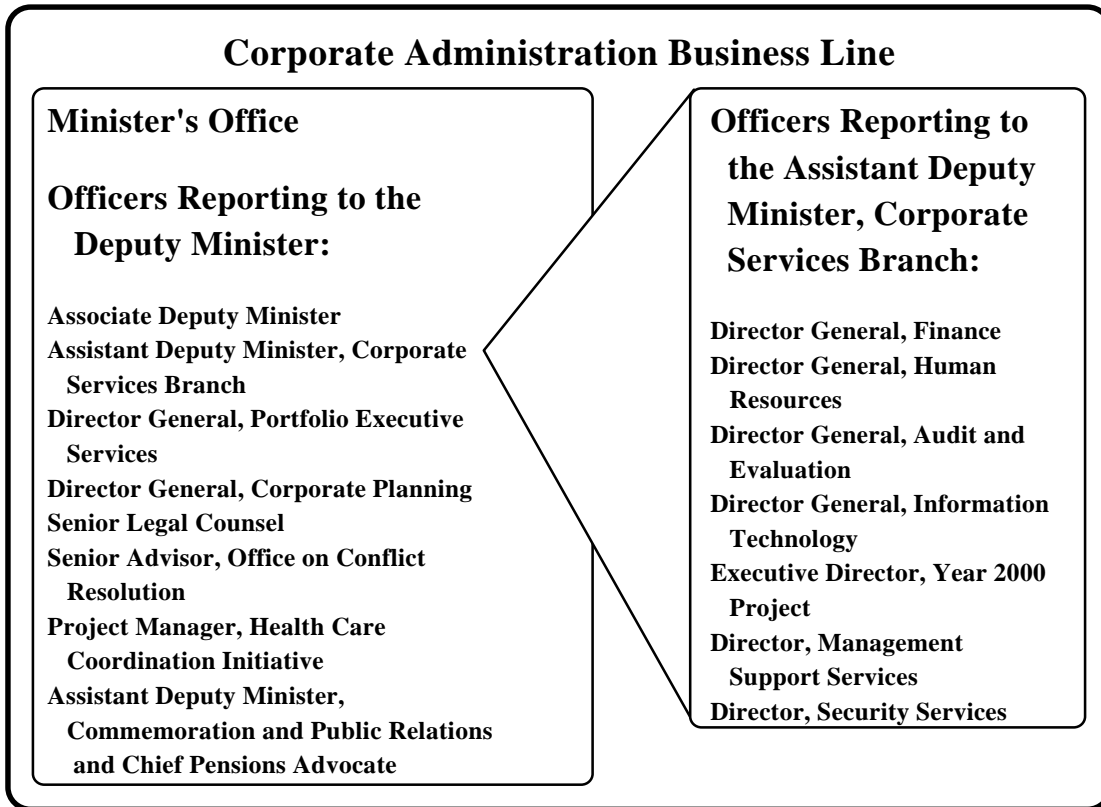 Corporate Administration Business Line
Minister's Office
Officers Reporting to the
Deputy Minister:
Associate Deputy Minister
Assistant Deputy Minister, Corporate
Services Branch
Director General, Portfolio Executive
Services
Director General, Corporate Planning
Senior Legal Counsel
Senior Advisor, Office on Conflict
Resolution
Project Manager, Health Care
Coordination Initiative
Assistant Deputy Minister,
Commemoration and Public Relations
and Chief Pensions Advocate
Officers Reporting to
the Assistant Deputy
Minister, Corporate
Services Branch:
Director General, Finance
Director General, Human
Resources
Director General, Audit and
Evaluation
Director General, Information
Technology
Executive Director, Year 2000
Project
Director, Management
Support Services
Director, Security Services